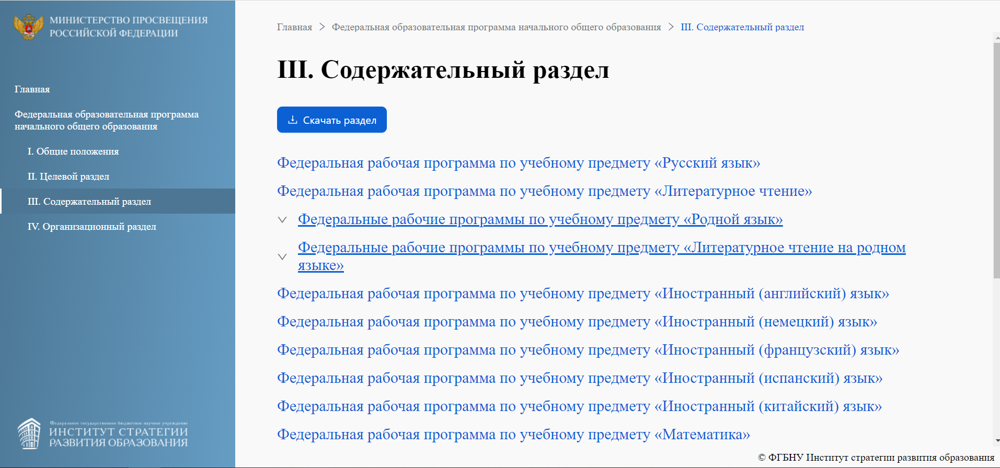 МИНИСТЕРСТВО ПРОСВЕЩЕНИЯ
РОССИЙСКОЙ ФЕДЕРАЦИИ
Главная
Федеральная образовательная программа
начального общего образования
I. Общие положения
II. Целевой раздел
III. Содержательный раздел
IV. Организационный раздел
Федеральное государственное бюджетное научное учреждение
ИНСТИТУТ СТРАТЕГИИ
РАЗВИТИЯ ОБРАЗОВАНИЯ
Главная > Федеральная образовательная программа начального общего образования > III. Содержательный раздел
III. Содержательный раздел
Скачать раздел
Федеральная рабочая программа по учебному предмету «Русский язык»
Федеральная рабочая программа по учебному предмету «Литературное чтение»
Федеральные рабочие программы по учебному предмету «Родной язык»
Федеральные рабочие программы по учебному предмету «Литературное чтение на родном
языке»
Федеральная рабочая программа по учебному предмету «Иностранный (английский) язык»
Федеральная рабочая программа по учебному предмету «Иностранный (немецкий) язык»
Федеральная рабочая программа по учебному предмету «Иностранный (французский) язык»
Федеральная рабочая программа по учебному предмету «Иностранный (испанский) язык»
Федеральная рабочая программа по учебному предмету «Иностранный (китайский) язык»
Федеральная рабочая программа по учебному предмету «Математика»
© ФГБНУ Институт стратегии развития образования